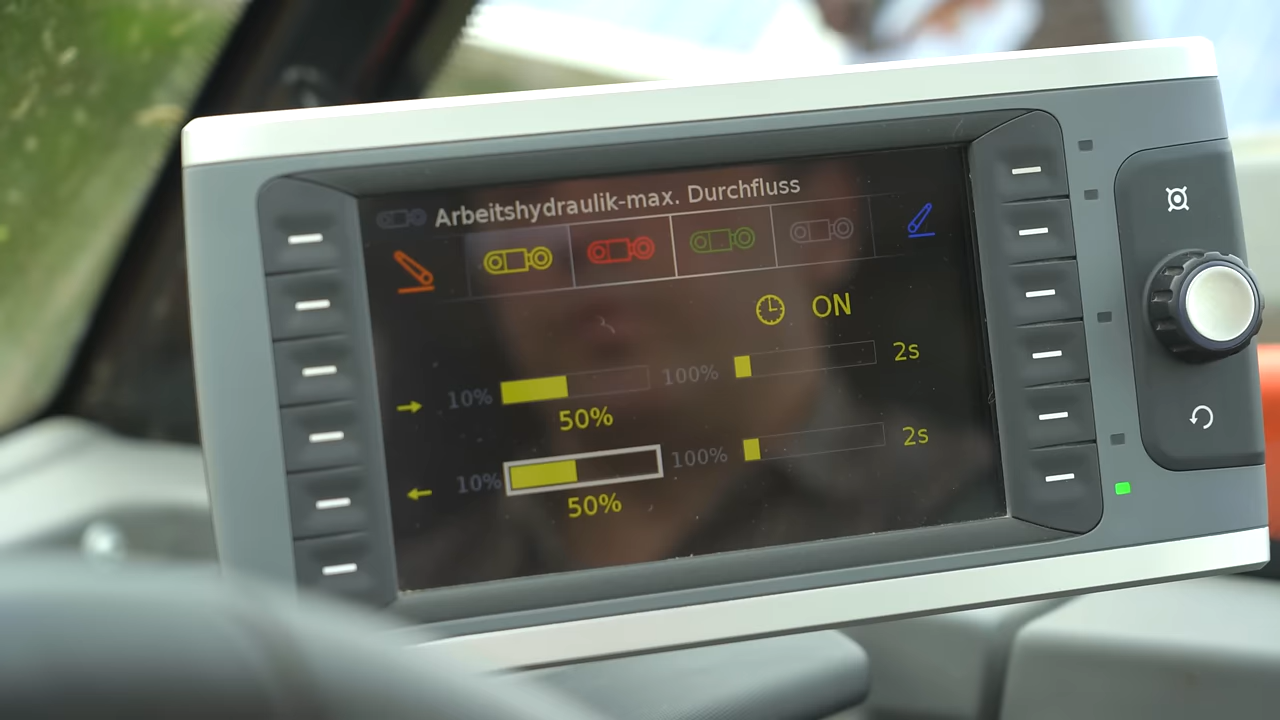 Arbeitshydraulik-max. Durchfluss
ON
10% 100% 2s
50%
10% 100% 2s
50%